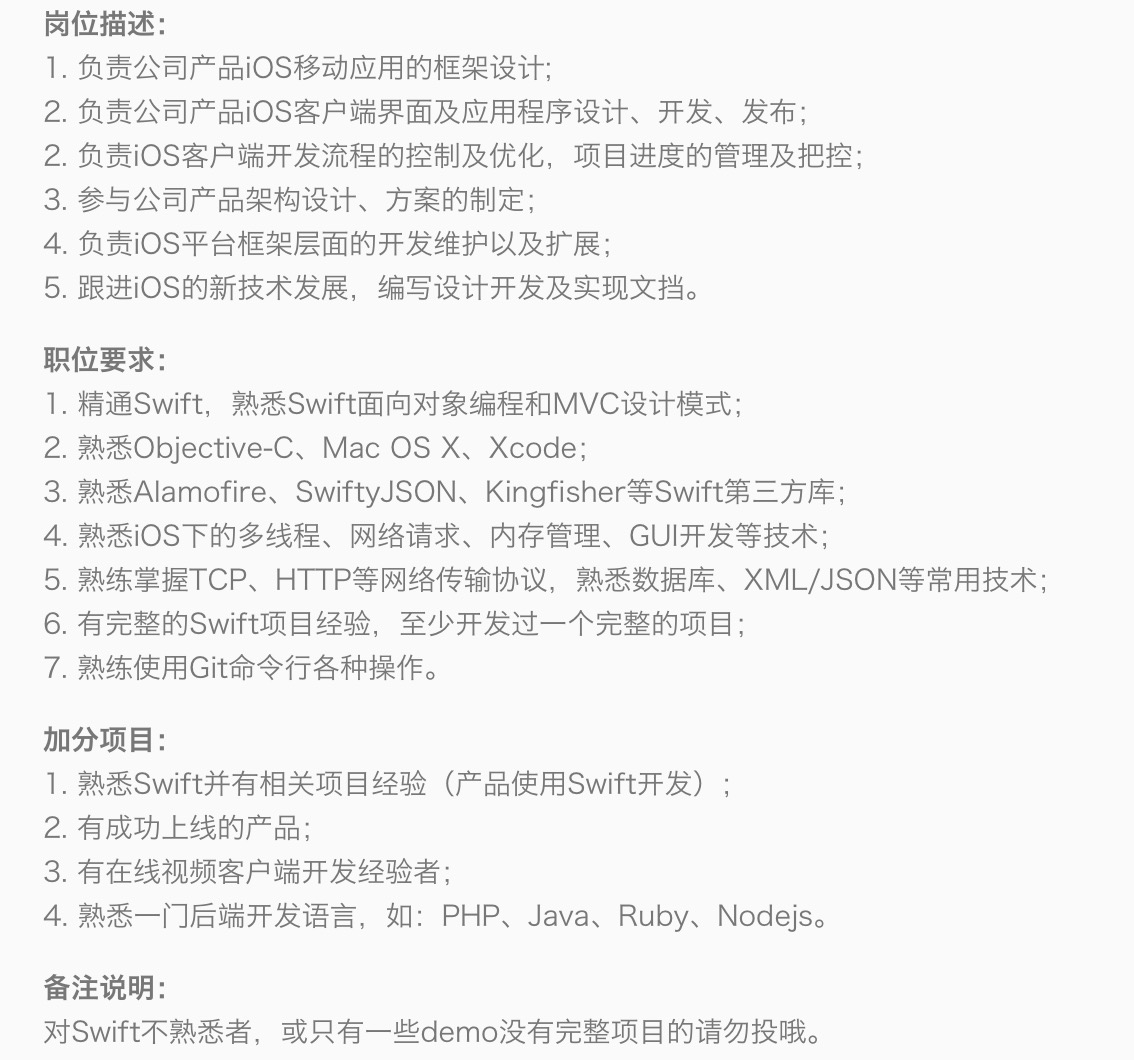 岗位描述：
1. 负责公司产品iOS移动应用的框架设计；
2. 负责公司产品iOS客户端界面及应用程序设计、开发、发布；
2. 负责iOS客户端开发流程的控制及优化，项目进度的管理及把控；
3. 参与公司产品架构设计、方案的制定；
4. 负责iOS平台框架层面的开发维护以及扩展；
5. 跟进iOS的新技术发展，编写设计开发及实现文挡。
职位要求：
1. 精通Swift，熟悉Swift面向对象编程和MVC设计模式；
2. 熟悉Objective-C、Mac OS X、Xcode；
3. 熟悉Alamofire、SwiftyJSON、Kingfisher等Swift第三方库；
4. 熟悉iOS下的多线程、网络请求、内存管理、GUI开发等技术；
5. 熟练掌握TCP、HTTP等网络传输协议，熟悉数据库、XML/JSON等常用技术；
6. 有完整的Swift项目经验，至少开发过一个完整的项目；
7. 熟练使用Git命令行各种操作。
加分项目：
1. 熟悉Swift并有相关项目经验（产品使用Swift开发）；
2. 有成功上线的产品；
3. 有在线视频客户端开发经验者；
4. 熟悉一门后端开发语言，如：PHP、Java、Ruby、Nodejs。
备注说明：
对Swift不熟悉者，或只有一些demo没有完整项目的请勿投哦。